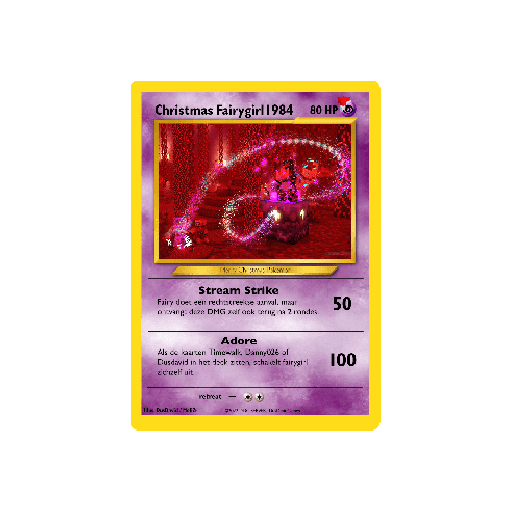 Christmas Fairygirl1984 80 HP
Stream Strike
Fairy doet een rechtstreekse aanval, maar
ontvangt deze DMG zelf ook terug na 2 rondes.
50
Adore
Als de kaarten Timewalk, Danny026 of
Dusdavid in het deck zitten, schakelt fairygirl
zichzelf uit.
100
retreat